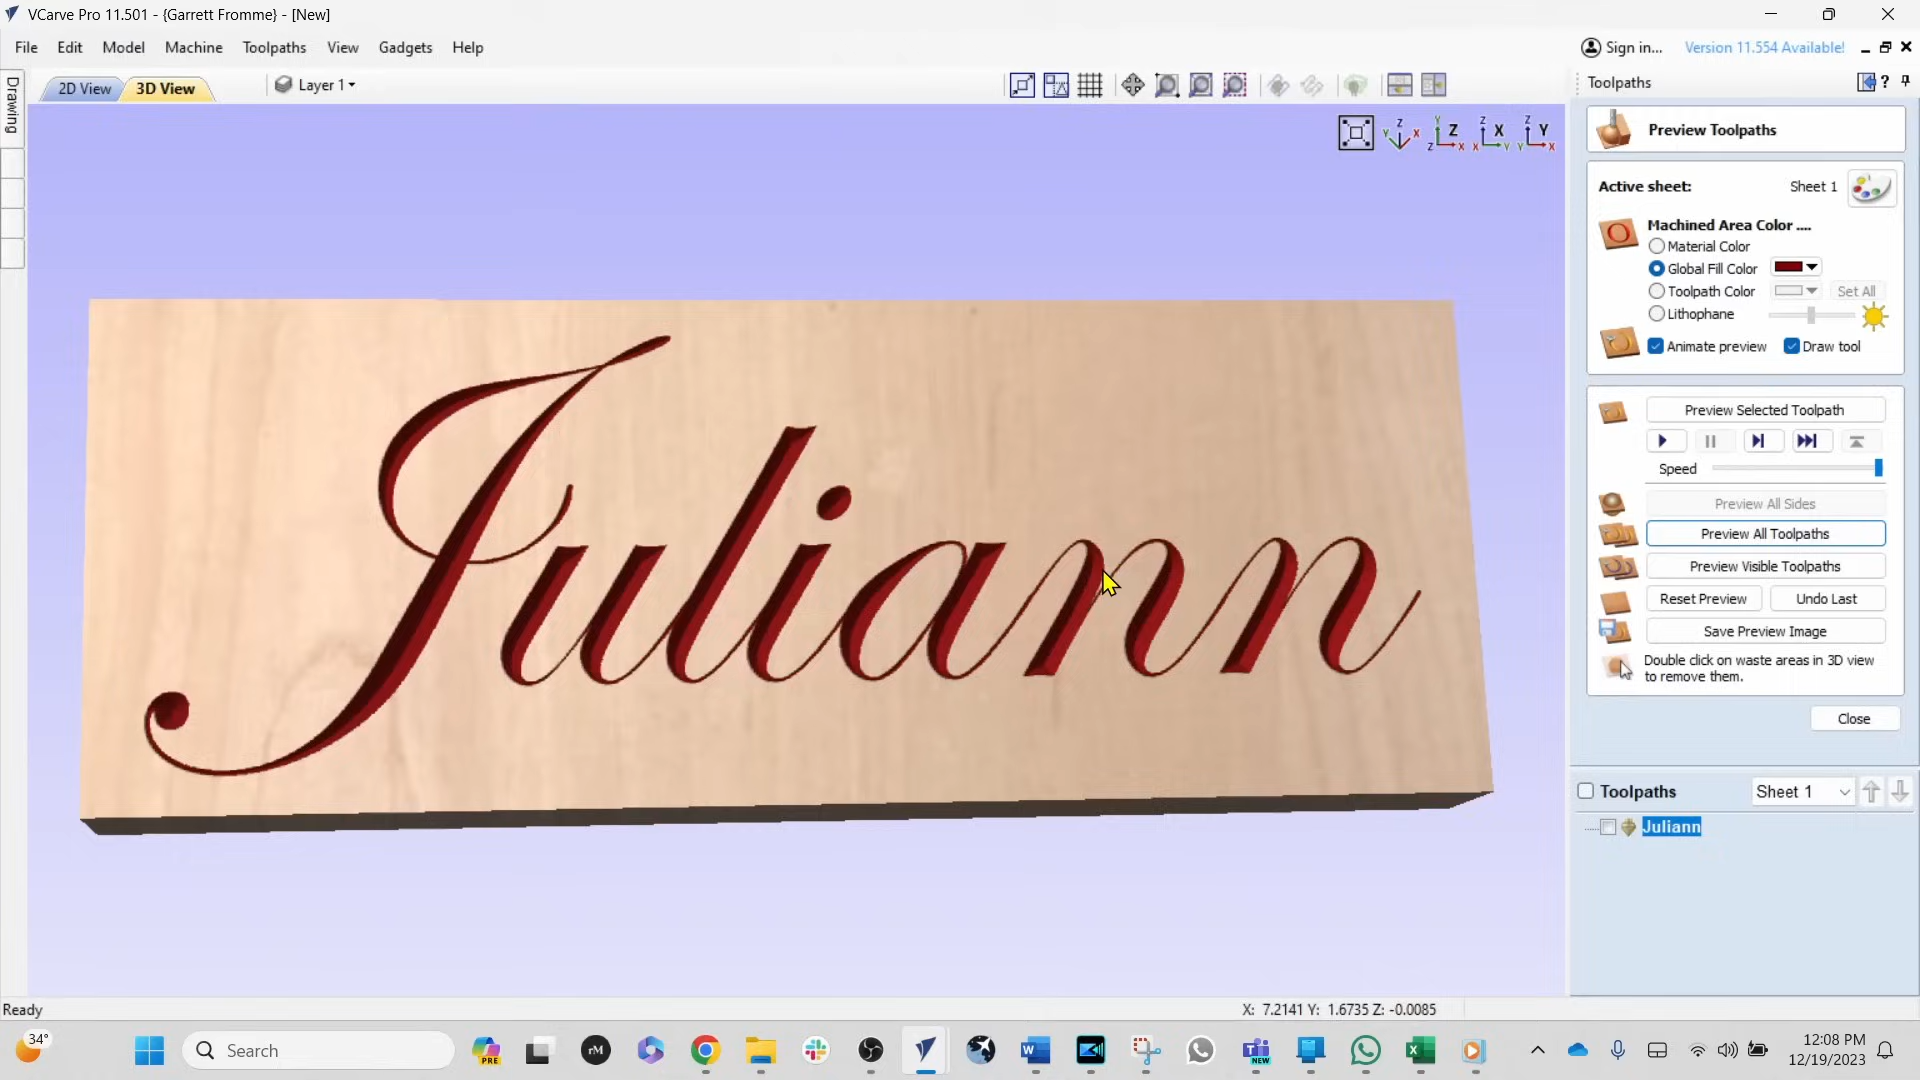 VCarve Pro 11.501 - {Garrett Fromme} - [New]
File Edit Model Machine Toolpaths View Gadgets Help
Sign in... Version 11.554 Available!
Drawing
2D View 3D View Layer 1
Toolpaths ?
Z Y X
Y Z X Z
Z X X Y
Z Y Y X
Preview Toolpaths
Active sheet: Sheet 1
Machined Area Color ....
Material Color
Global Fill Color
Toolpath Color Set All
Lithophane
Animate preview Draw tool
Preview Selected Toolpath
Speed
Preview All Sides
Preview All Toolpaths
Preview Visible Toolpaths
Reset Preview Undo Last
Save Preview Image
Double click on waste areas in 3D view
to remove them.
Close
Juliann
Toolpaths Sheet 1
Juliann
Ready
X: 7.2141 Y: 1.6735 Z: -0.0085
34°
Search
PRE
rM
W
NEW
X
12:08 PM
12/19/2023